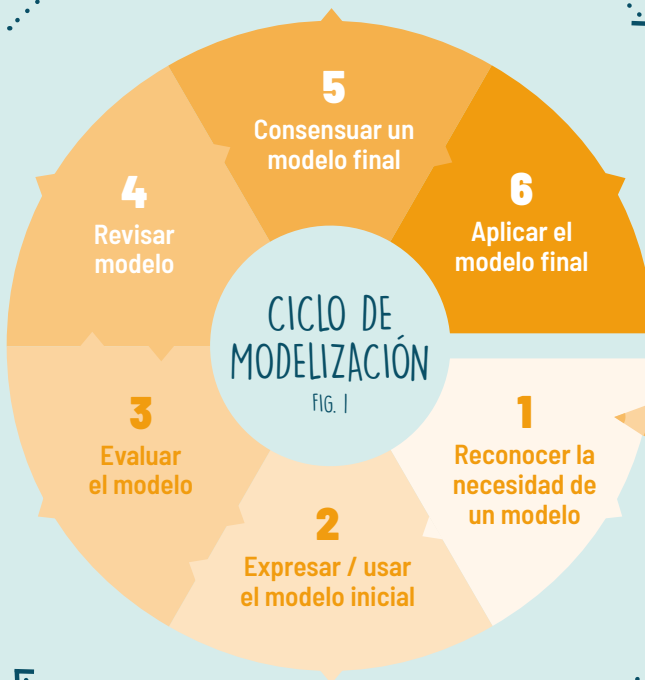 5
Consensuar un
modelo final
4
Revisar
modelo
6
Aplicar el
modelo final
CICLO DE
MODELIZACIÓN
FIG. 1
3
Evaluar
el modelo
1
Reconocer la
necesidad de
un modelo
2
Expresar / usar
el modelo inicial